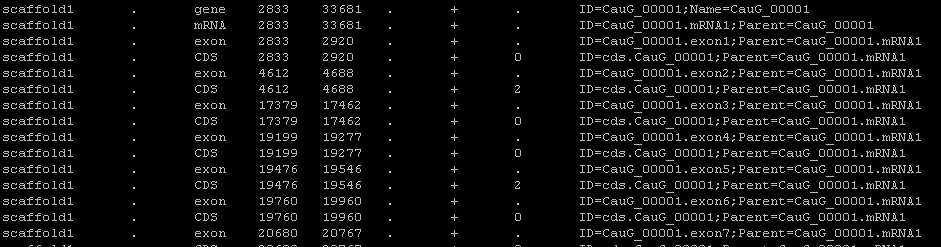 scaffold1 . gene 2833 33681 . + . ID=CauG_00001;Name=CauG_00001
scaffold1 . mRNA 2833 33681 . + . ID=CauG_00001.mRNA1;Parent=CauG_00001
scaffold1 . exon 2833 2920 . + . ID=CauG_00001.exon1;Parent=CauG_00001.mRNA1
scaffold1 . CDS 2833 2920 . + 0 ID=cds.CauG_00001;Parent=CauG_00001.mRNA1
scaffold1 . exon 4612 4688 . + . ID=CauG_00001.exon2;Parent=CauG_00001.mRNA1
scaffold1 . CDS 4612 4688 . + 2 ID=cds.CauG_00001;Parent=CauG_00001.mRNA1
scaffold1 . exon 17379 17462 . + . ID=CauG_00001.exon3;Parent=CauG_00001.mRNA1
scaffold1 . CDS 17379 17462 . + 0 ID=cds.CauG_00001;Parent=CauG_00001.mRNA1
scaffold1 . exon 19199 19277 . + . ID=CauG_00001.exon4;Parent=CauG_00001.mRNA1
scaffold1 . CDS 19199 19277 . + 0 ID=cds.CauG_00001;Parent=CauG_00001.mRNA1
scaffold1 . exon 19476 19546 . + . ID=CauG_00001.exon5;Parent=CauG_00001.mRNA1
scaffold1 . CDS 19476 19546 . + 2 ID=cds.CauG_00001;Parent=CauG_00001.mRNA1
scaffold1 . exon 19760 19960 . + . ID=CauG_00001.exon6;Parent=CauG_00001.mRNA1
scaffold1 . CDS 19760 19960 . + 0 ID=cds.CauG_00001;Parent=CauG_00001.mRNA1
scaffold1 . exon 20680 20767 . + . ID=CauG_00001.exon7;Parent=CauG_00001.mRNA1